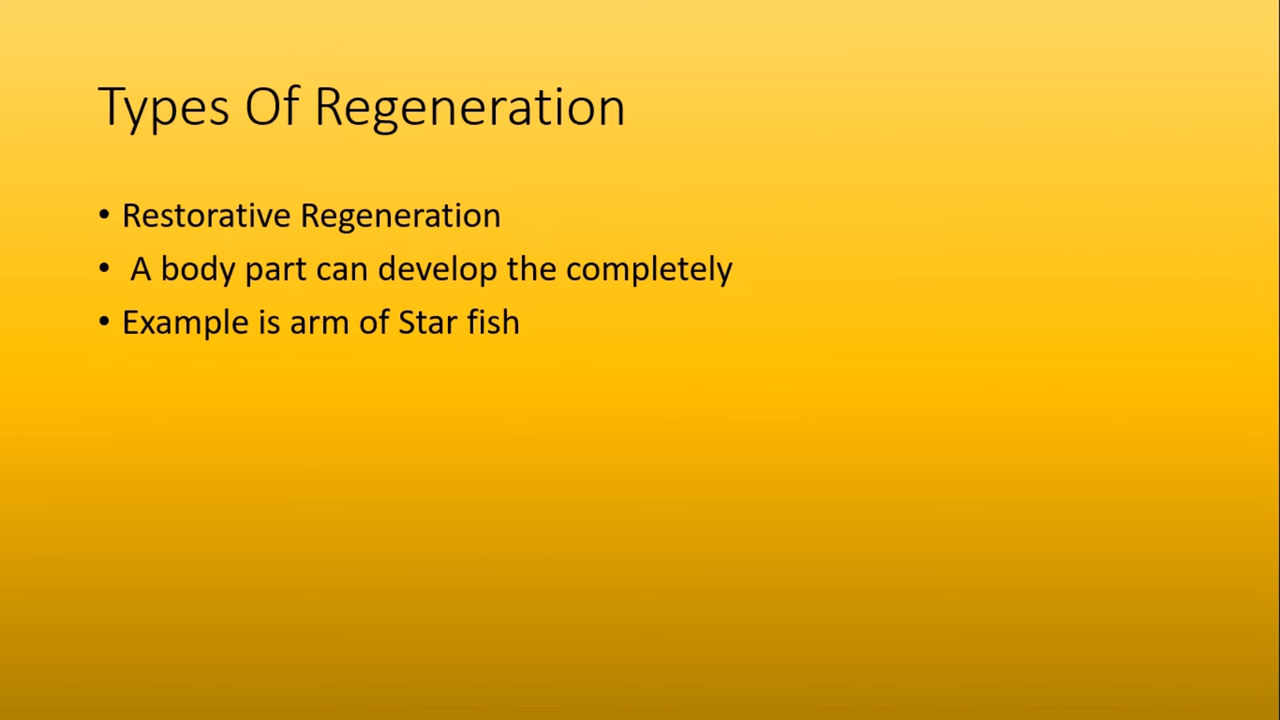 Types Of Regeneration
• Restorative Regeneration
• A body part can develop the completely
• Example is arm of Star fish